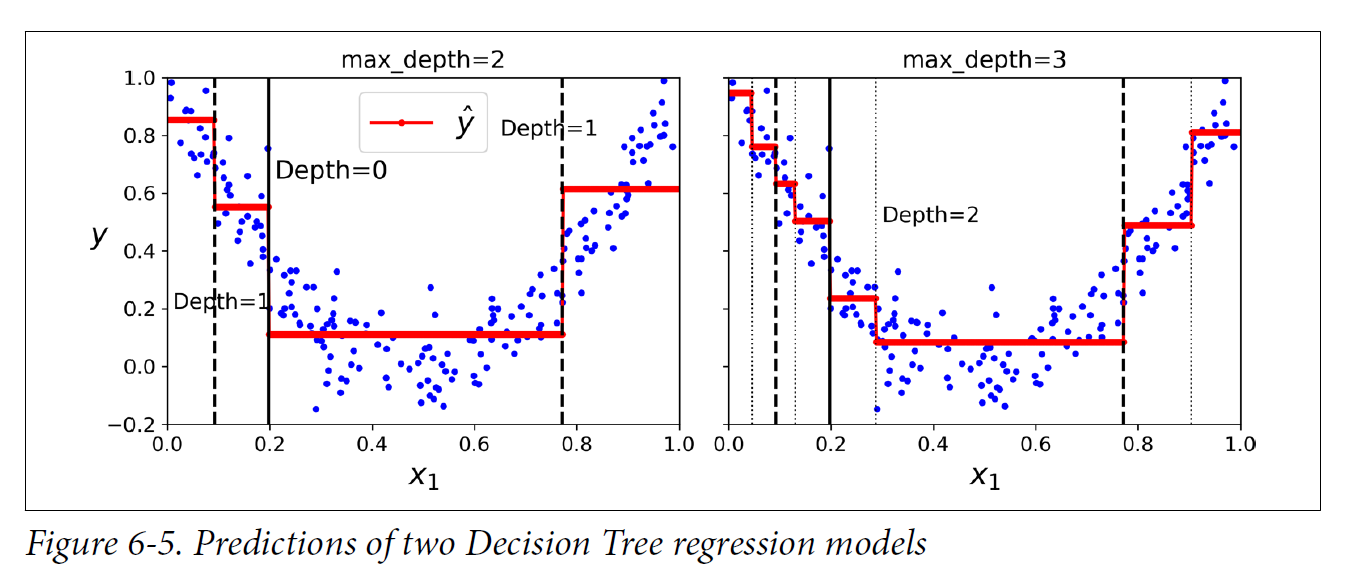 max_depth=2
max_depth=3
1.0
0.8
0.6
0.4
0.2
0.0
−0.2
y
ŷ
Depth=1
Depth=0
Depth=1
Depth=2
0.0 0.2 0.4 0.6 0.8 1.0
0.0 0.2 0.4 0.6 0.8 1.0
x₁
x₁
Figure 6-5. Predictions of two Decision Tree regression models